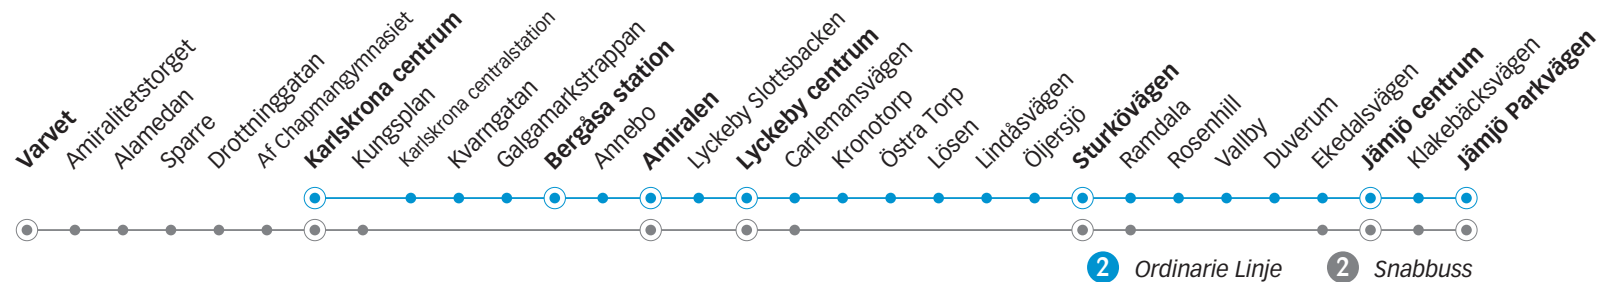 Varvet
Amiralitetstorget
Alamedan
Sparre
Drottninggatan
Af Chapmangymnasiet
Karlskrona centrum
Kungsplan
Karlskrona centralstation
Kvarngatan
Galgamarkstrappan
Bergåsa station
Annebo
Amiralen
Lyckeby Slottsbacken
Lyckeby centrum
Carlemansvägen
Kronotorp
Östra Torp
Lösen
Lindåsvägen
Öljersjö
Sturkövägen
Ramdala
Rosenhill
Vallby
Duverum
Ekedalsvägen
Jämjö centrum
Klakebäcksvägen
Jämjö Parkvägen
2 Ordinarie Linje
2 Snabbuss